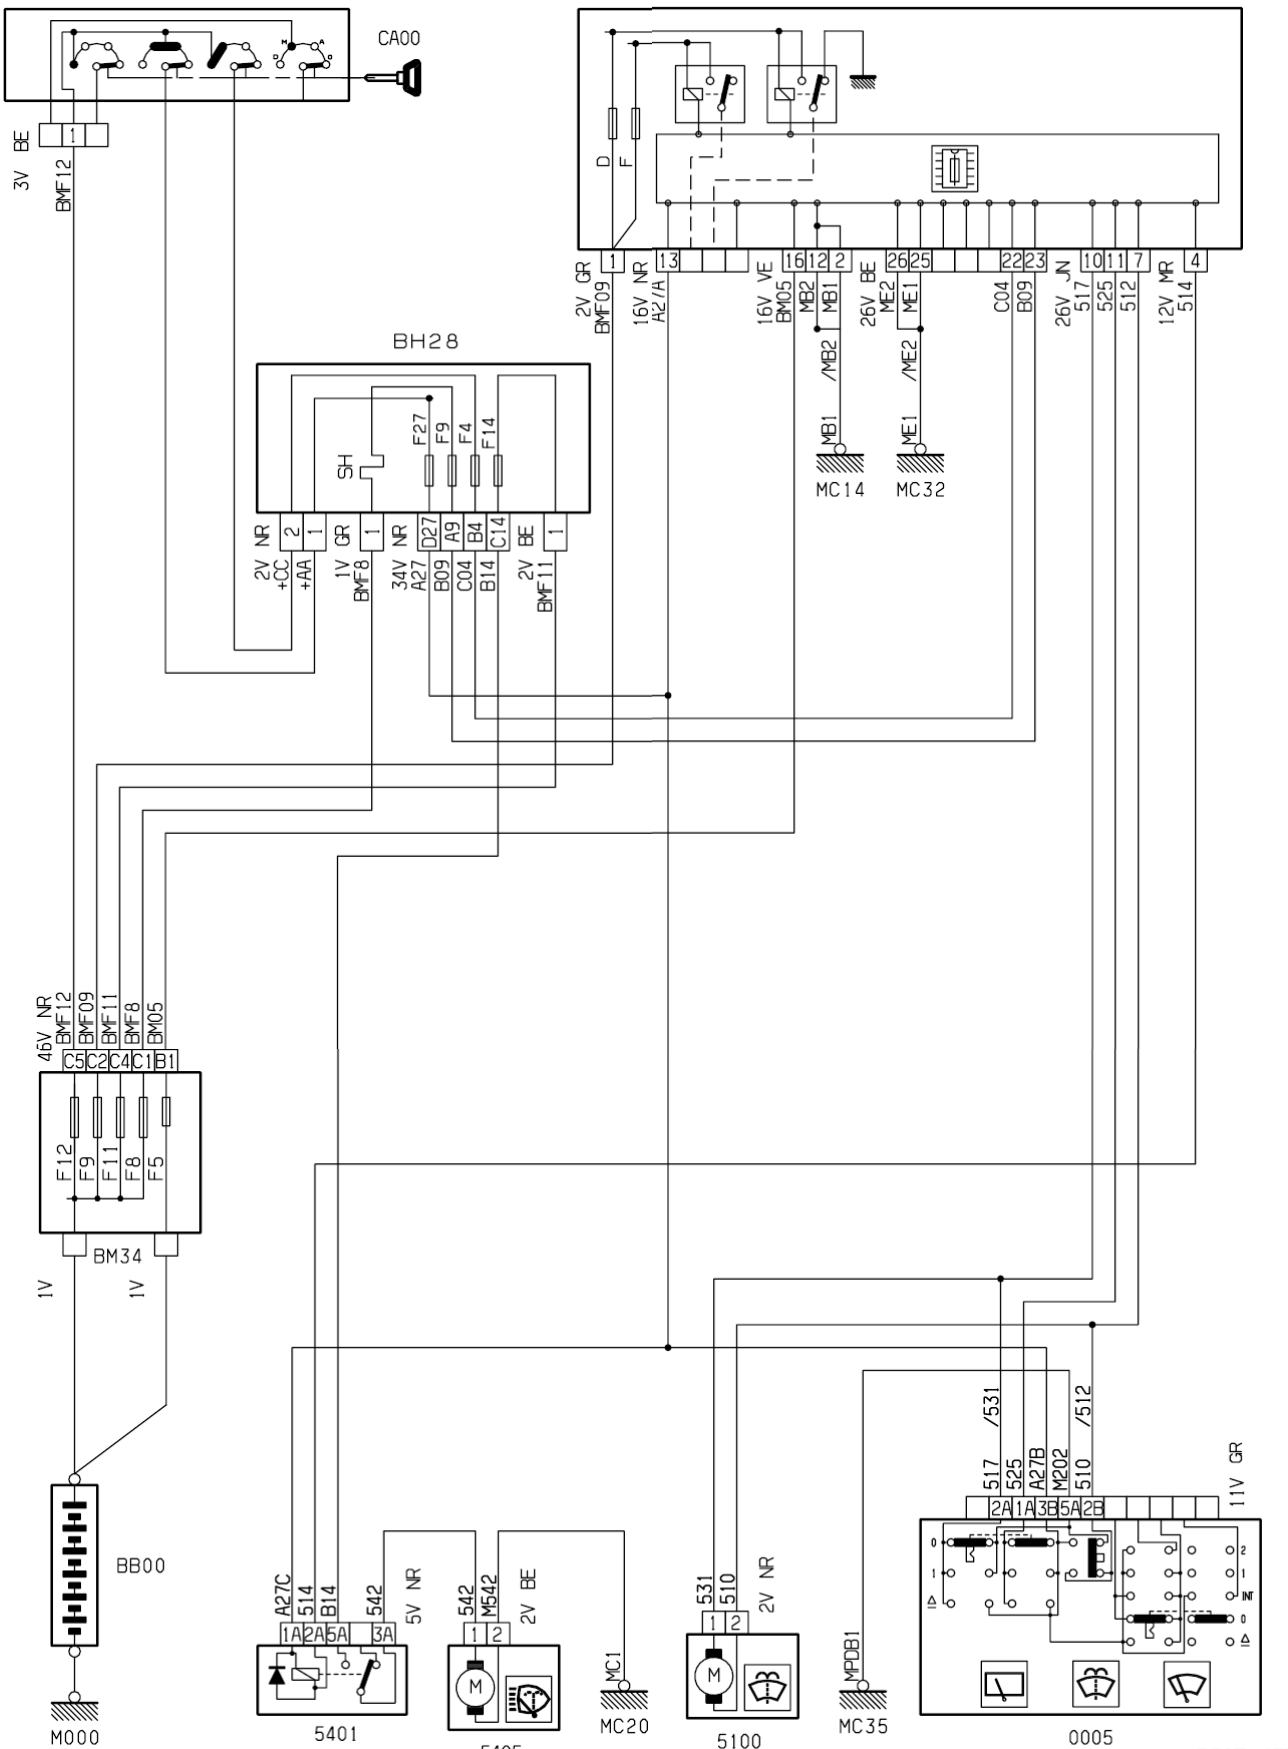 CA00
M A
D D
1
3V BE
BMF12
D
F
1
13
16
12
2
26
25
22
23
10
11
7
4
2V GR
BMF09
16V NR
A27A
16V VE
BM05
MB2
MB1
26V BE
ME2
ME1
C04
B09
26V JN
517
525
512
12V MR
514
/MB2
/ME2
MB1
ME1
MC14
MC32
BH28
SH
F27
F9
F4
F14
2
1
1
D27
A9
B4
C14
1
2V NR
+CC
+AA
1V GR
BMF8
34V NR
A27
B09
C04
B14
2V BE
BMF11
46V NR
BMF12
BMF09
BMF11
BMF8
BM05
C5
C2
C4
C1
B1
F12
F9
F11
F8
F5
BM34
1V
1V
BB00
M000
A27C
514
B14
542
5V NR
1A
2A
5A
3A
5401
542
M542
2V BE
1
2
M
MC1
MC20
531
510
2V NR
1
2
M
5100
MPDB1
MC35
/531
/512
517
525
A27B
M202
510
11V GR
2A
1A
3B
5A
2B
0
1
2
1
INT
0
0005